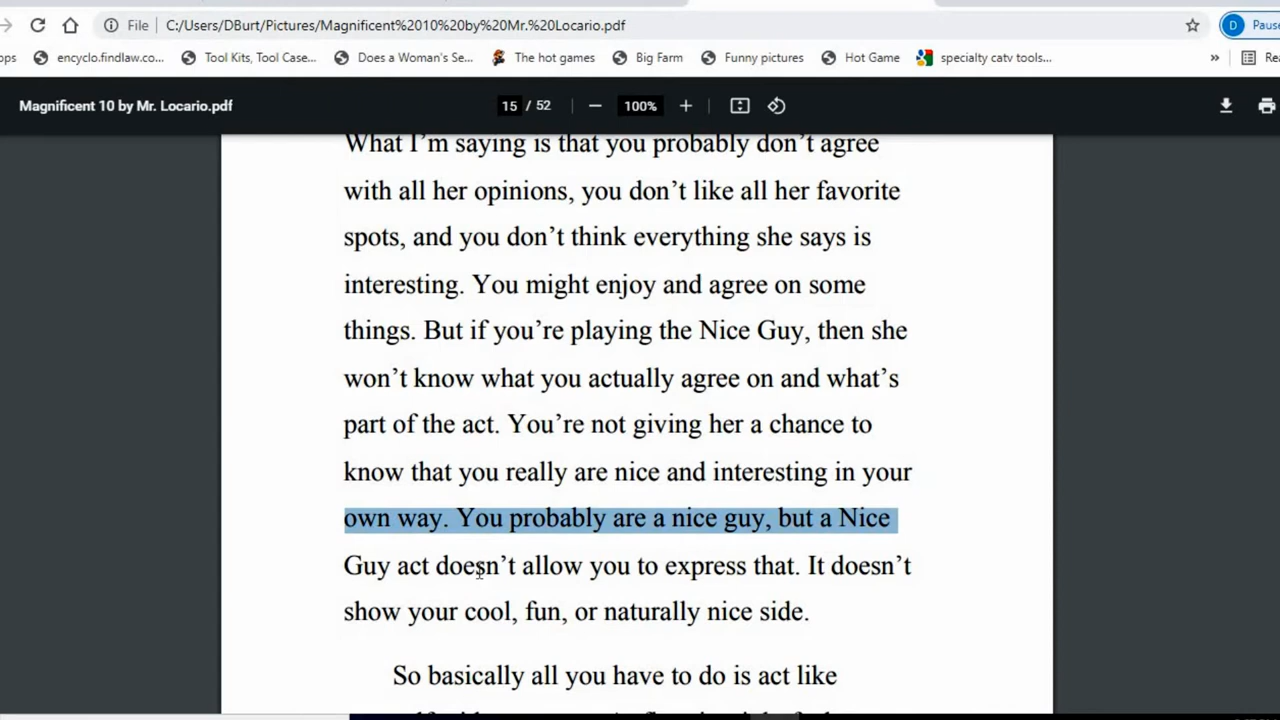 File | C:/Users/DBurt/Pictures/Magnificent%2010%20by%20Mr.%20Locario.pdf
D Pause
ops encyclo.findlaw.co... Tool Kits, Tool Case... Does a Woman's Se... The hot games Big Farm Funny pictures Hot Game specialty catv tools... » Rea
Magnificent 10 by Mr. Locario.pdf 15 / 52 − 100% +
What I'm saying is that you probably don't agree
with all her opinions, you don't like all her favorite
spots, and you don't think everything she says is
interesting. You might enjoy and agree on some
things. But if you're playing the Nice Guy, then she
won't know what you actually agree on and what's
part of the act. You're not giving her a chance to
know that you really are nice and interesting in your
own way. You probably are a nice guy, but a Nice
Guy act doesn't allow you to express that. It doesn't
show your cool, fun, or naturally nice side.
So basically all you have to do is act like